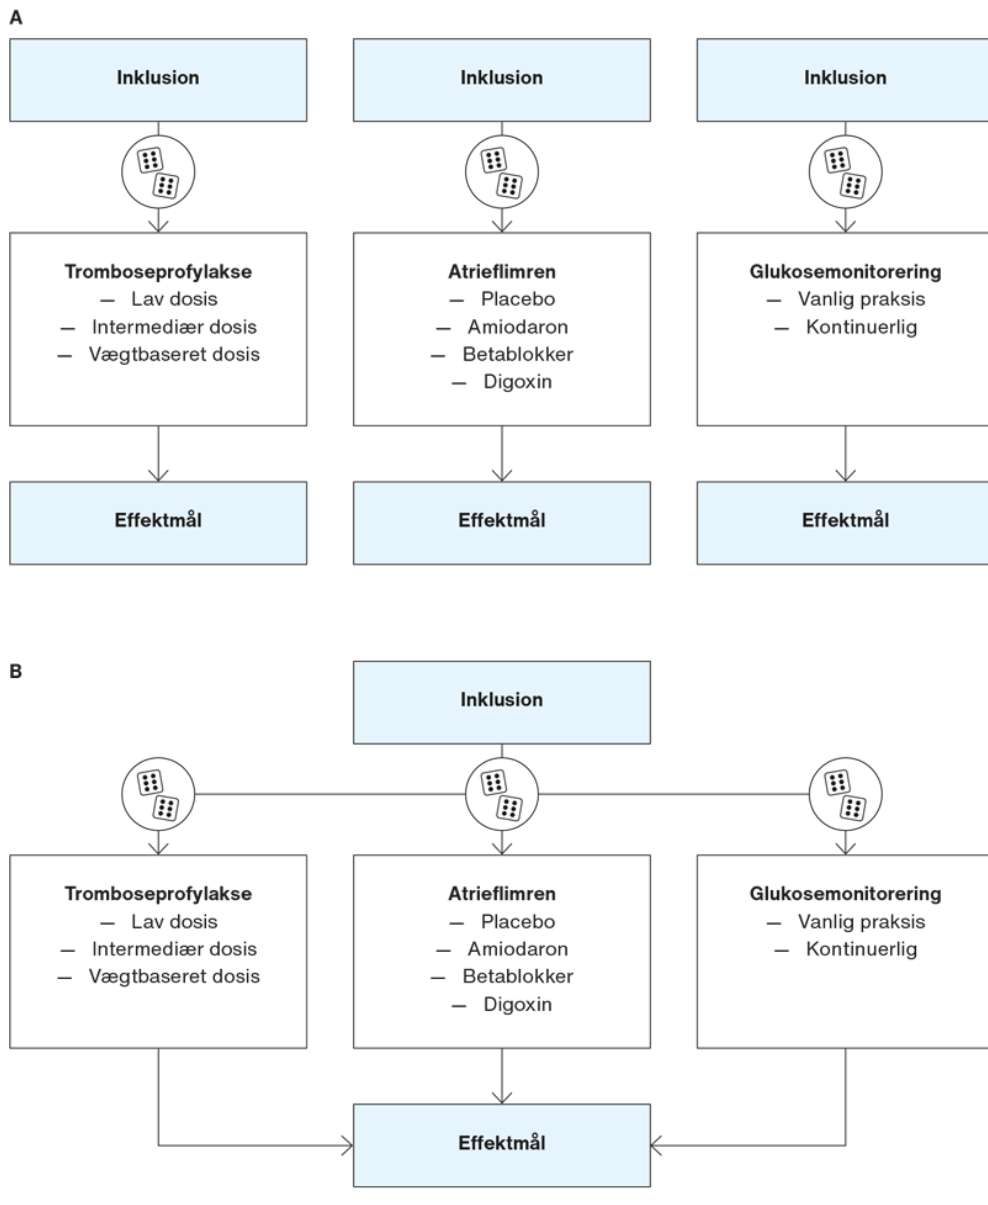 A
Inklusion
Inklusion
Inklusion
Tromboseprofylakse
— Lav dosis
— Intermediær dosis
— Vægtbaseret dosis
Atrieflimren
— Placebo
— Amiodaron
— Betablokker
— Digoxin
Glukosemonitorering
— Vanlig praksis
— Kontinuerlig
Effektmål
Effektmål
Effektmål
B
Inklusion
Tromboseprofylakse
— Lav dosis
— Intermediær dosis
— Vægtbaseret dosis
Atrieflimren
— Placebo
— Amiodaron
— Betablokker
— Digoxin
Glukosemonitorering
— Vanlig praksis
— Kontinuerlig
Effektmål